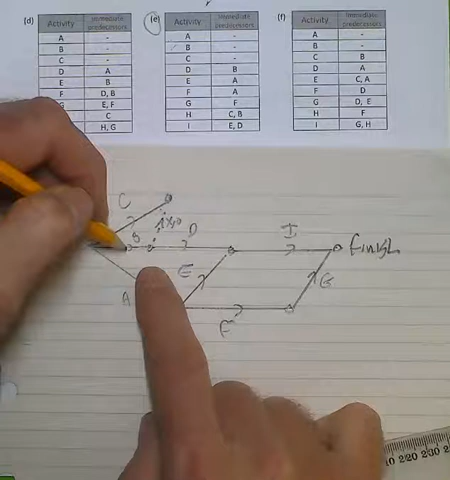 (d) Activity Immediate predecessors
A -
B -
C -
D A
E B
F D, B
G E, F
C
H, G
(e) Activity Immediate predecessors
A -
B -
C -
D B
E A
F A
G F
H C, B
I E, D
(f) Activity Immediate predecessors
A -
B -
C B
D A
E C, A
F D
G D, E
H F
I G, H
C
B
D
I
Finish
E
G
A
F